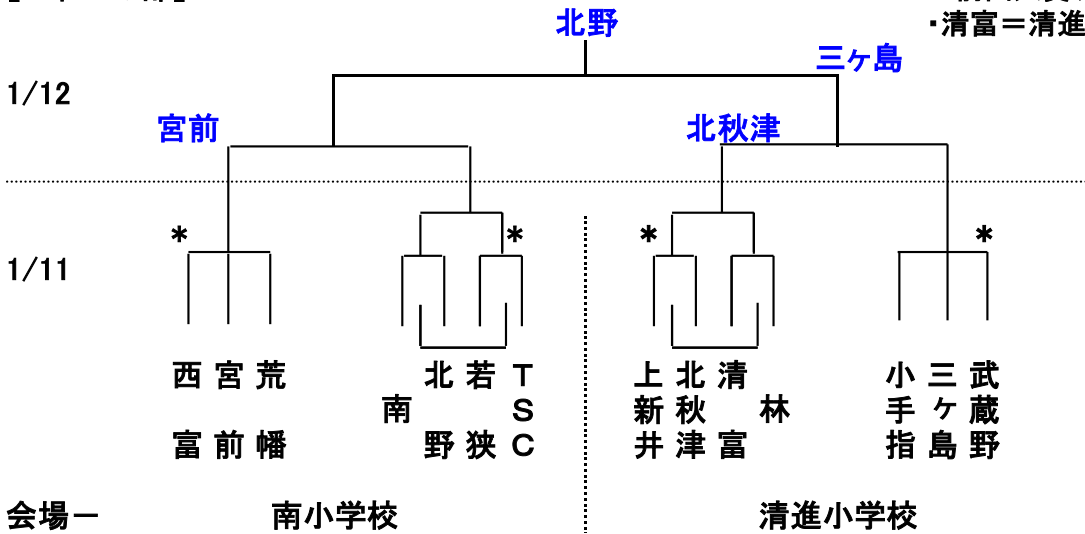 北野
・清富＝清進
三ヶ島
1/12
宮前
北秋津
＊ ＊ ＊ ＊
1/11
西富 宮前 荒幡 南 北野 若狭 TSC 上新井 北秋津 清富 林 小手指 三ヶ島 武蔵野
会場－ 南小学校 清進小学校